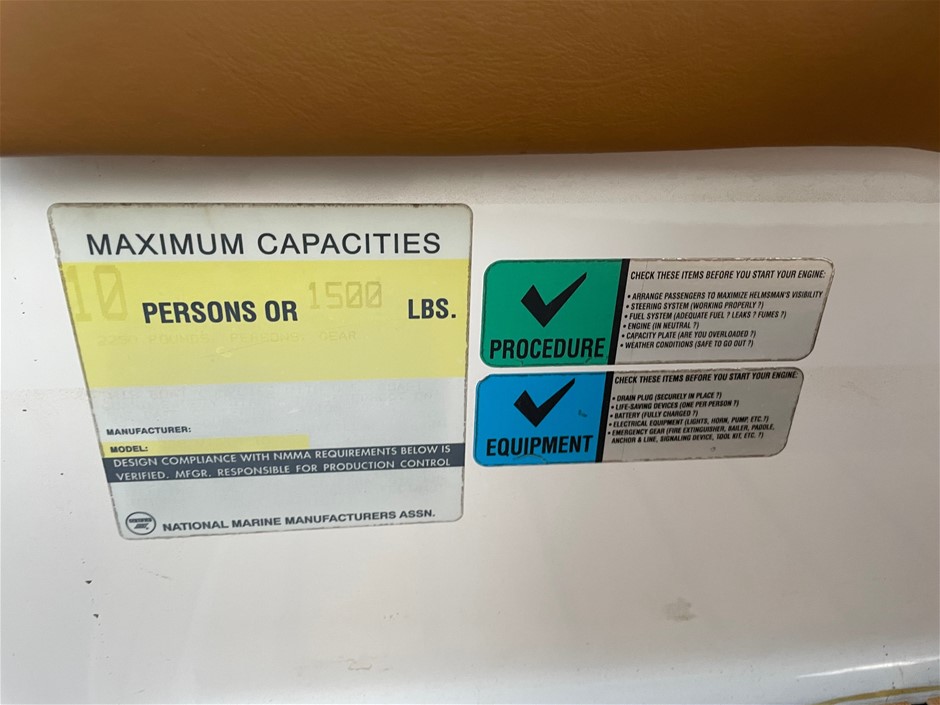 MAXIMUM CAPACITIES
10 PERSONS OR 1500 LBS.
GEAR
MANUFACTURER:
MODEL:
DESIGN COMPLIANCE WITH NMMA REQUIREMENTS BELOW IS
VERIFIED. MFGR. RESPONSIBLE FOR PRODUCTION CONTROL
NATIONAL MARINE MANUFACTURERS ASSN.
PROCEDURE
CHECK THESE ITEMS BEFORE YOU START YOUR ENGINE:
• ARRANGE PASSENGERS TO MAXIMIZE HELMSMAN'S VISIBILITY
• STEERING SYSTEM (WORKING PROPERLY ?)
• FUEL SYSTEM (ADEQUATE FUEL ? LEAKS ? FUMES ?)
• ENGINE (IN NEUTRAL ?)
• CAPACITY PLATE (ARE YOU OVERLOADED ?)
• WEATHER CONDITIONS (SAFE TO GO OUT ?)
EQUIPMENT
CHECK THESE ITEMS BEFORE YOU START YOUR ENGINE:
• DRAIN PLUG (SECURELY IN PLACE ?)
• LIFE-SAVING DEVICES (ONE PER PERSON ?)
• BATTERY (FULLY CHARGED ?)
• ELECTRICAL EQUIPMENT (LIGHTS, HORN, PUMP, ETC. ?)
• EMERGENCY GEAR (FIRE EXTINGUISHER, BAILER, PADDLE,
ANCHOR & LINE, SIGNALING DEVICE, TOOL KIT, ETC. ?)